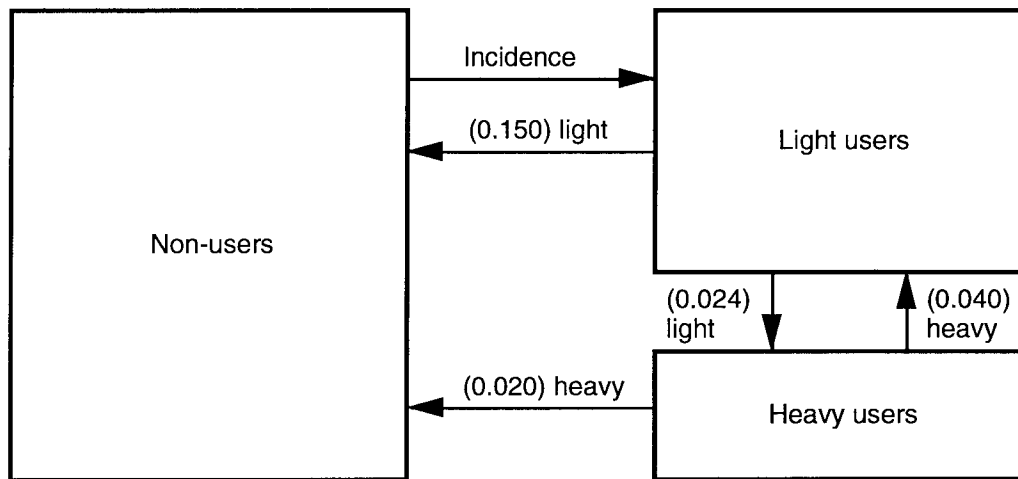 Incidence
(0.150) light
Light users
Non-users
(0.024)
light
(0.040)
heavy
(0.020) heavy
Heavy users